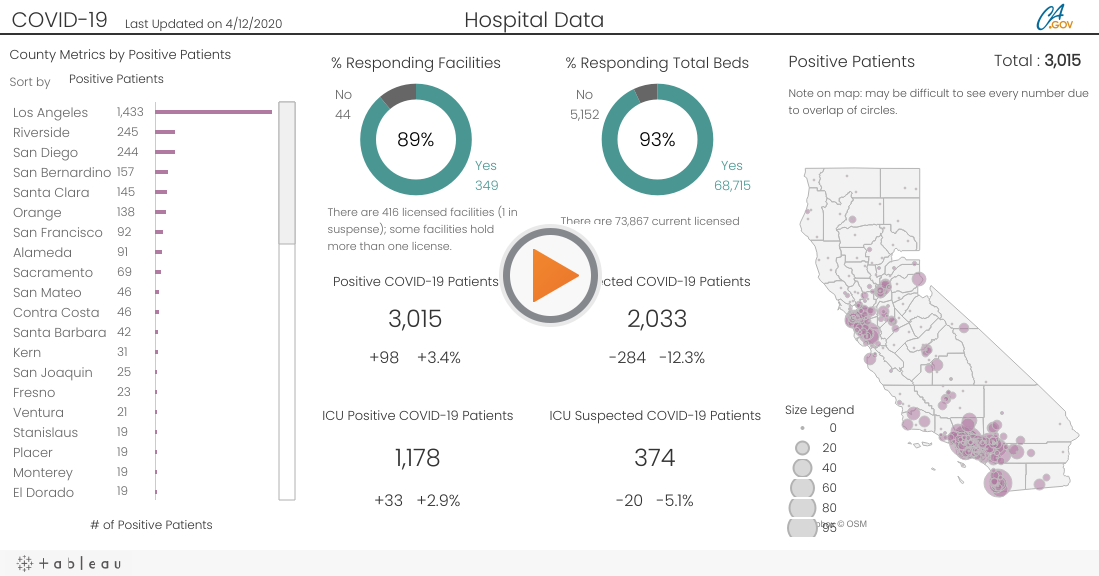 COVID-19 Last Updated on 4/12/2020
Hospital Data
CA
.GOV
County Metrics by Positive Patients
Sort by Positive Patients
Los Angeles 1,433
Riverside 245
San Diego 244
San Bernardino 157
Santa Clara 145
Orange 138
San Francisco 92
Alameda 91
Sacramento 69
San Mateo 46
Contra Costa 46
Santa Barbara 42
Kern 31
San Joaquin 25
Fresno 23
Ventura 21
Stanislaus 19
Placer 19
Monterey 19
El Dorado 19
# of Positive Patients
% Responding Facilities
No
44
89%
Yes
349
There are 416 licensed facilities (1 in
suspense); some facilities hold
more than one license.
% Responding Total Beds
No
5,152
93%
Yes
68,715
There are 73,867 current licensed
Positive COVID-19 Patients
3,015
+98 +3.4%
cted COVID-19 Patients
2,033
-284 -12.3%
ICU Positive COVID-19 Patients
1,178
+33 +2.9%
ICU Suspected COVID-19 Patients
374
-20 -5.1%
Positive Patients
Total : 3,015
Note on map: may be difficult to see every number due
to overlap of circles.
Size Legend
0
20
40
60
80
95
© OSM
+ableau